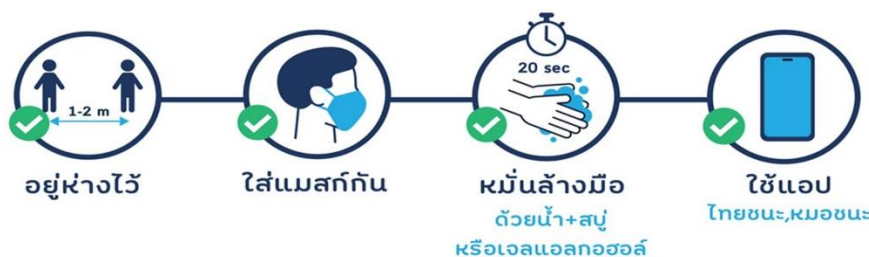 1-2 m
20 sec
อยู่ห่างไว้
ใส่แมสก์กัน
หมั่นล้างมือ
ด้วยน้ำ+สบู่
หรือเจลแอลกอฮอล์
ใช้แอป
ไทยชนะ,หมอชนะ